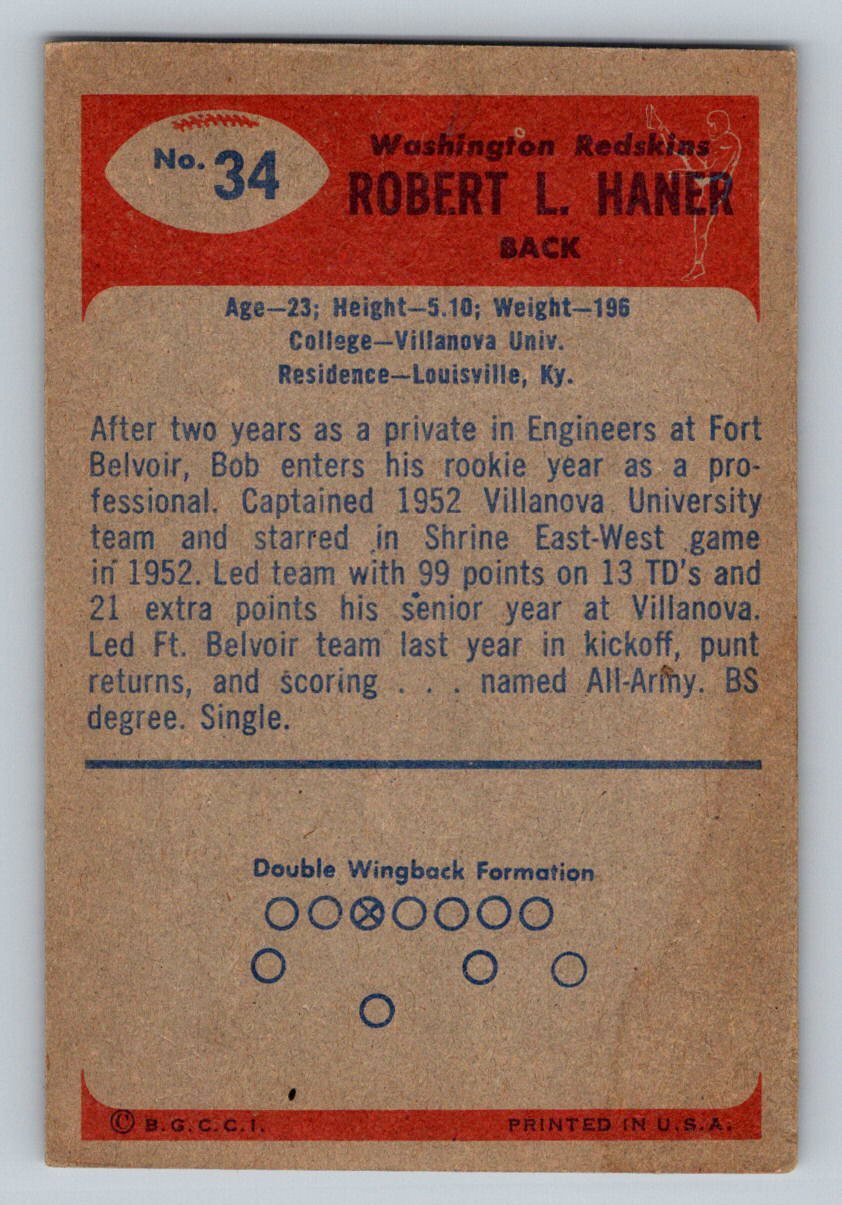 No. 34
Washington Redskins
ROBERT L. HANER
BACK
Age—23; Height—5.10; Weight—196
College—Villanova Univ.
Residence—Louisville, Ky.
After two years as a private in Engineers at Fort
Belvoir, Bob enters his rookie year as a pro-
fessional. Captained 1952 Villanova University
team and starred in Shrine East-West game
in 1952. Led team with 99 points on 13 TD's and
21 extra points his senior year at Villanova.
Led Ft. Belvoir team last year in kickoff, punt
returns, and scoring . . . named All-Army. BS
degree. Single.
Double Wingback Formation
© B.G.C.C.I. PRINTED IN U.S.A.